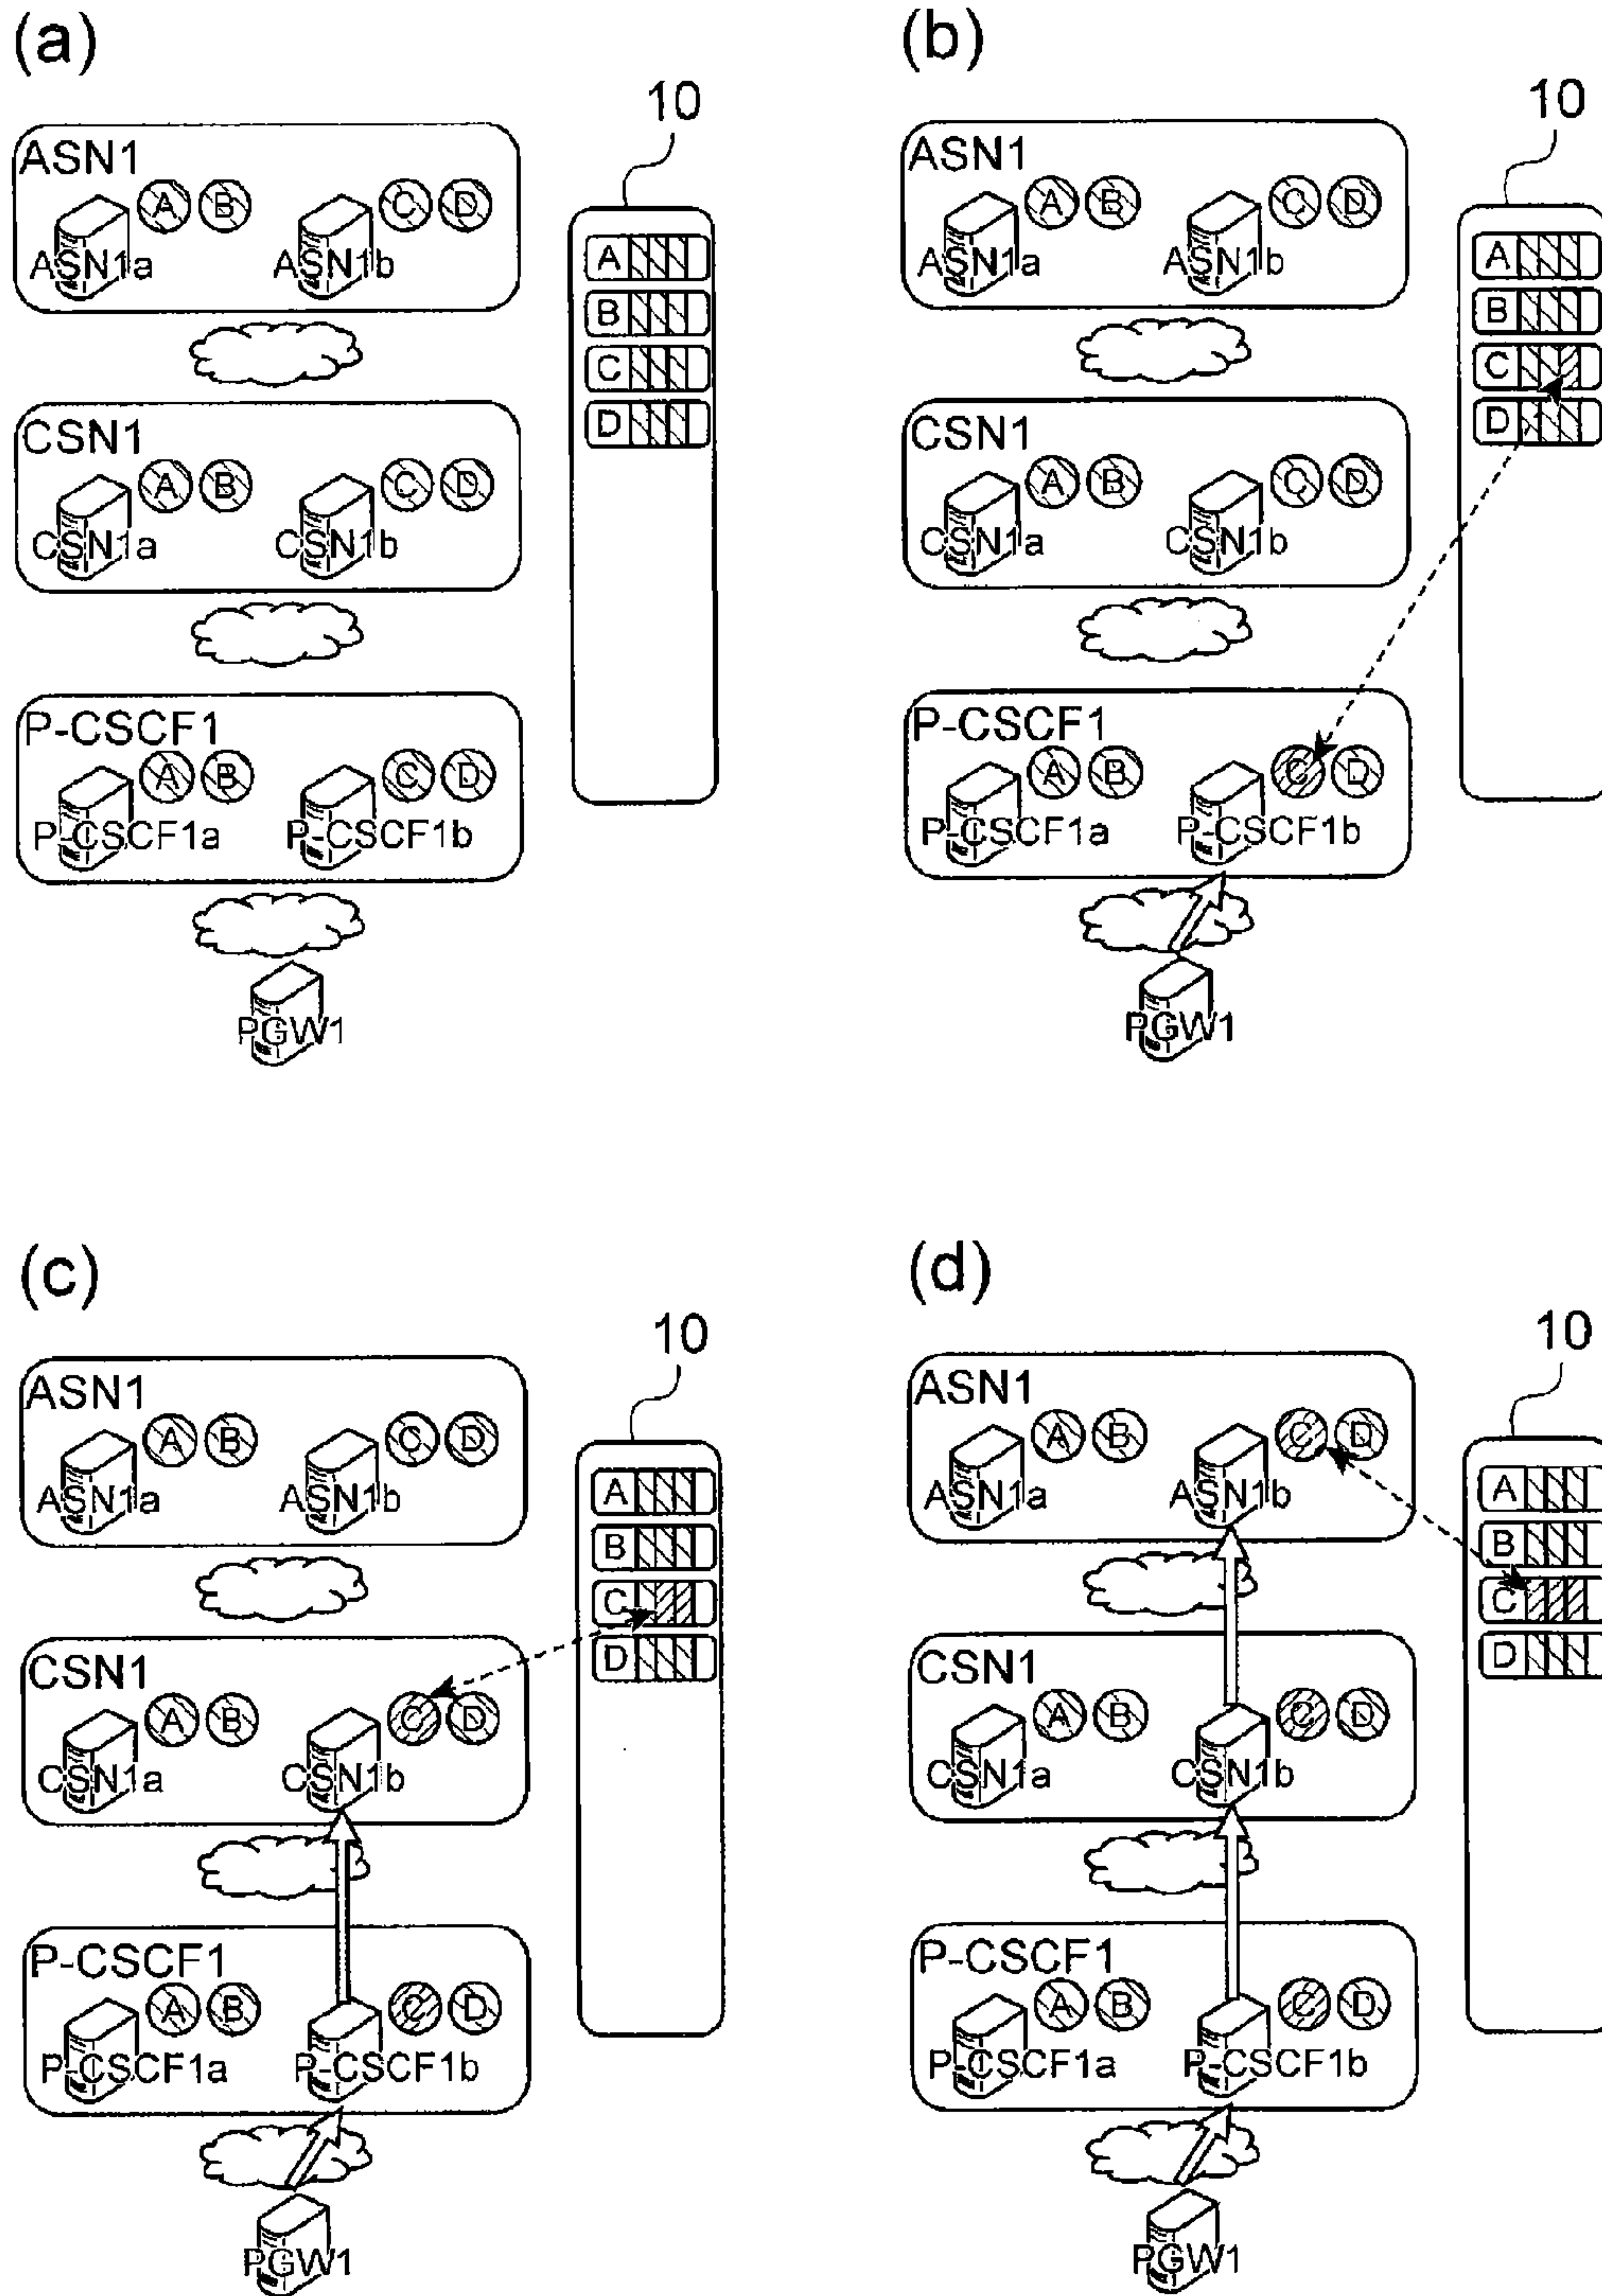 (a)
10
ASN1
A B C D
ASN1a ASN1b
A
B
C
D
CSN1
A B C D
CSN1a CSN1b
P-CSCF1
A B C D
P-CSCF1a P-CSCF1b
PGW1
(b)
10
ASN1
A B C D
ASN1a ASN1b
A
B
C
D
CSN1
A B C D
CSN1a CSN1b
P-CSCF1
A B C D
P-CSCF1a P-CSCF1b
PGW1
(c)
10
ASN1
A B C D
ASN1a ASN1b
A
B
C
D
CSN1
A B C D
CSN1a CSN1b
P-CSCF1
A B C D
P-CSCF1a P-CSCF1b
PGW1
(d)
10
ASN1
A B C D
ASN1a ASN1b
A
B
C
D
CSN1
A B C D
CSN1a CSN1b
P-CSCF1
A B C D
P-CSCF1a P-CSCF1b
PGW1